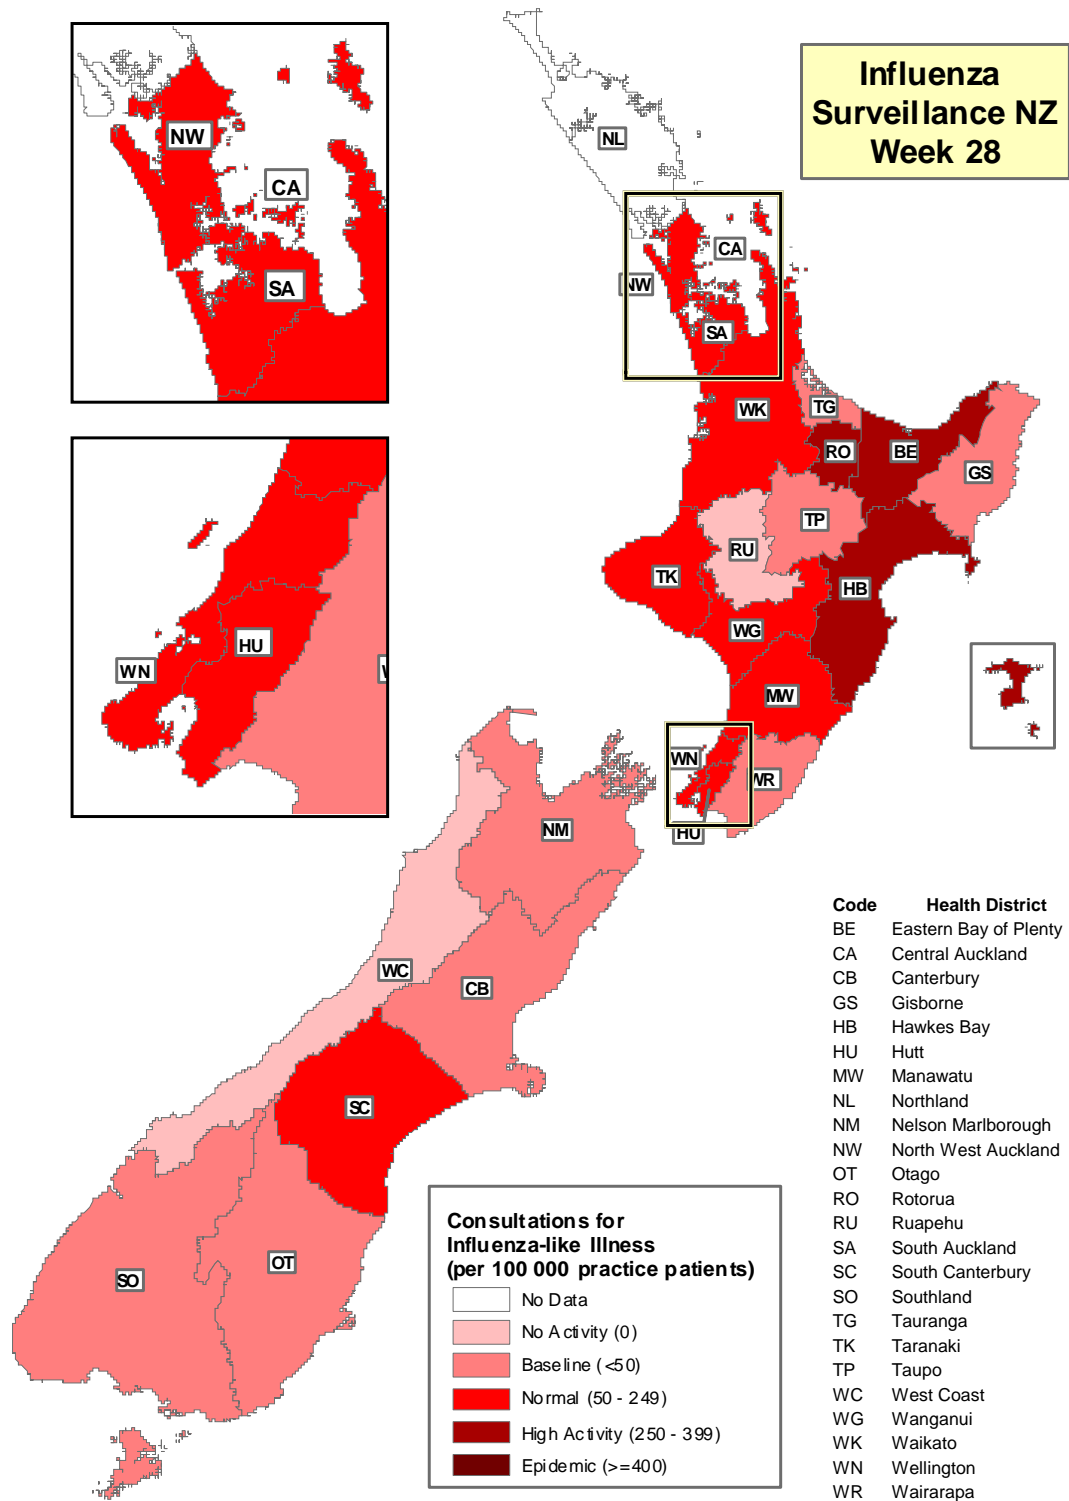 Influenza
Surveillance NZ
Week 28
NW
CA
SA
HU
WN
NL
CA
NW
SA
WK
TG
RO
BE
GS
TP
RU
TK
HB
WG
MW
WN
WR
HU
NM
WC
CB
SC
OT
SO
Consultations for
Influenza-like Illness
(per 100 000 practice patients)
No Data
No Activity (0)
Baseline (<50)
Normal (50 - 249)
High Activity (250 - 399)
Epidemic (>=400)
Code Health District
BE Eastern Bay of Plenty
CA Central Auckland
CB Canterbury
GS Gisborne
HB Hawkes Bay
HU Hutt
MW Manawatu
NL Northland
NM Nelson Marlborough
NW North West Auckland
OT Otago
RO Rotorua
RU Ruapehu
SA South Auckland
SC South Canterbury
SO Southland
TG Tauranga
TK Taranaki
TP Taupo
WC West Coast
WG Wanganui
WK Waikato
WN Wellington
WR Wairarapa